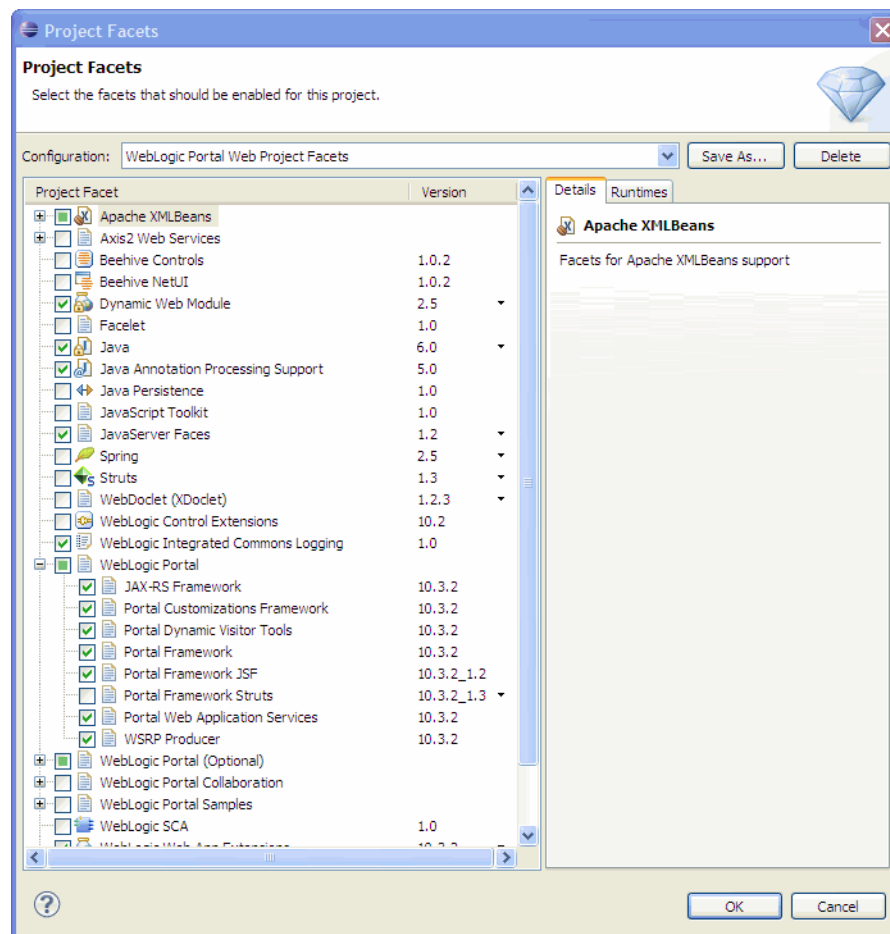 Project Facets
Project Facets
Select the facets that should be enabled for this project.
Configuration: WebLogic Portal Web Project Facets Save As... Delete
Project Facet Version
Details Runtimes
Apache XMLBeans
Axis2 Web Services
Beehive Controls 1.0.2
Beehive NetUI 1.0.2
Dynamic Web Module 2.5
Facelet 1.0
Java 6.0
Java Annotation Processing Support 5.0
Java Persistence 1.0
JavaScript Toolkit 1.0
JavaServer Faces 1.2
Spring 2.5
Struts 1.3
WebDoclet (XDoclet) 1.2.3
WebLogic Control Extensions 10.2
WebLogic Integrated Commons Logging 1.0
WebLogic Portal
JAX-RS Framework 10.3.2
Portal Customizations Framework 10.3.2
Portal Dynamic Visitor Tools 10.3.2
Portal Framework 10.3.2
Portal Framework JSF 10.3.2_1.2
Portal Framework Struts 10.3.2_1.3
Portal Web Application Services 10.3.2
WSRP Producer 10.3.2
WebLogic Portal (Optional)
WebLogic Portal Collaboration
WebLogic Portal Samples
WebLogic SCA 1.0
WebLogic Web App Extensions 10.3.2
Apache XMLBeans
Facets for Apache XMLBeans support
? OK Cancel